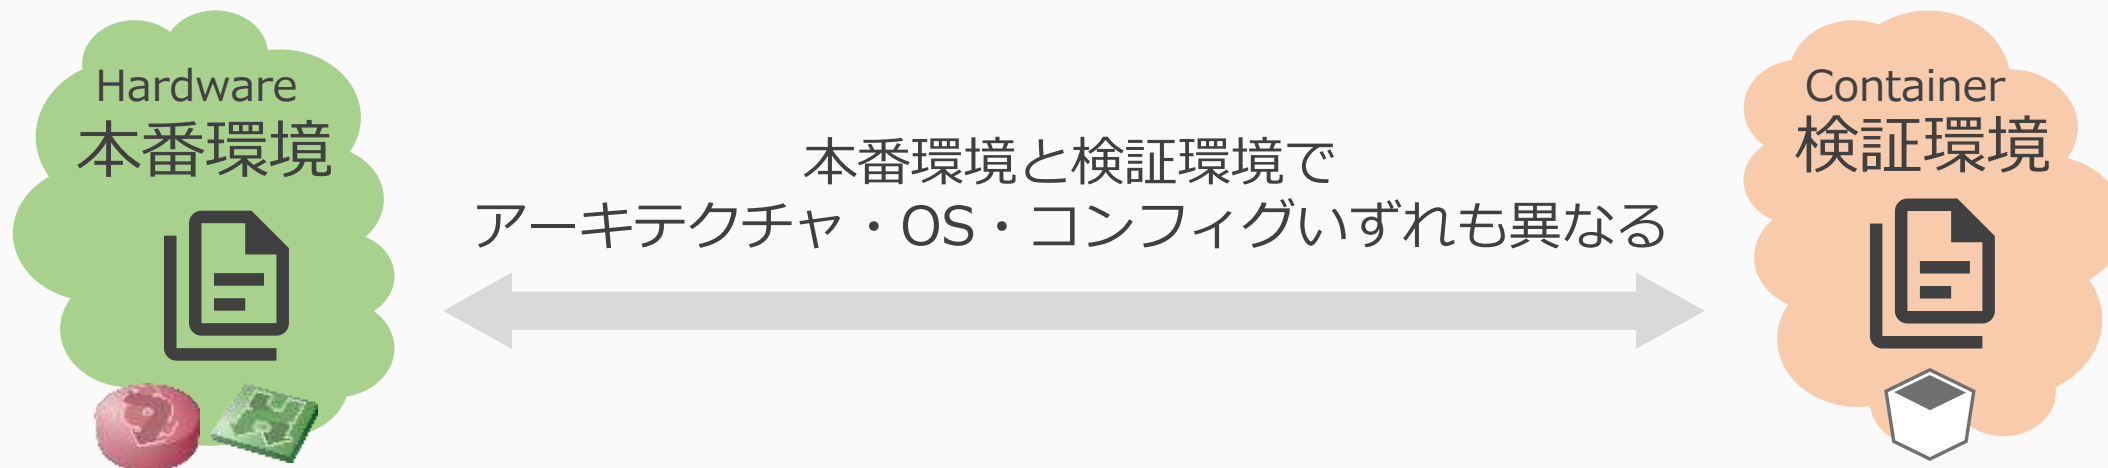 Hardware
本番環境
本番環境と検証環境で
アーキテクチャ・OS・コンフィグいずれも異なる
Container
検証環境